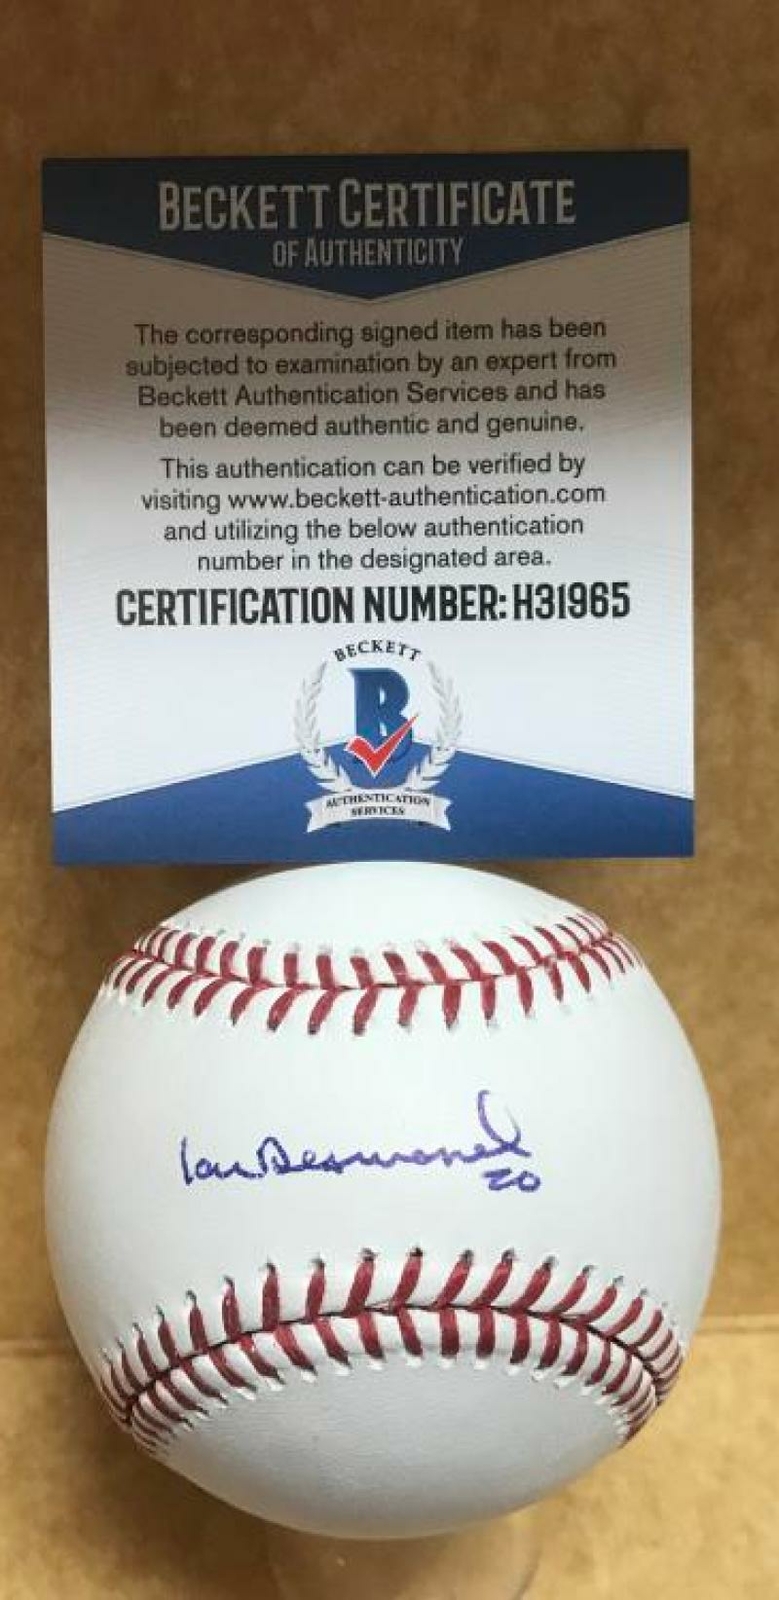 BECKETT CERTIFICATE
OF AUTHENTICITY
The corresponding signed item has been
subjected to examination by an expert from
Beckett Authentication Services and has
been deemed authentic and genuine.
This authentication can be verified by
visiting www.beckett-authentication.com
and utilizing the below authentication
number in the designated area.
CERTIFICATION NUMBER: H31965
BECKETT
B
AUTHENTICATION
SERVICES
Ian Desmond
20